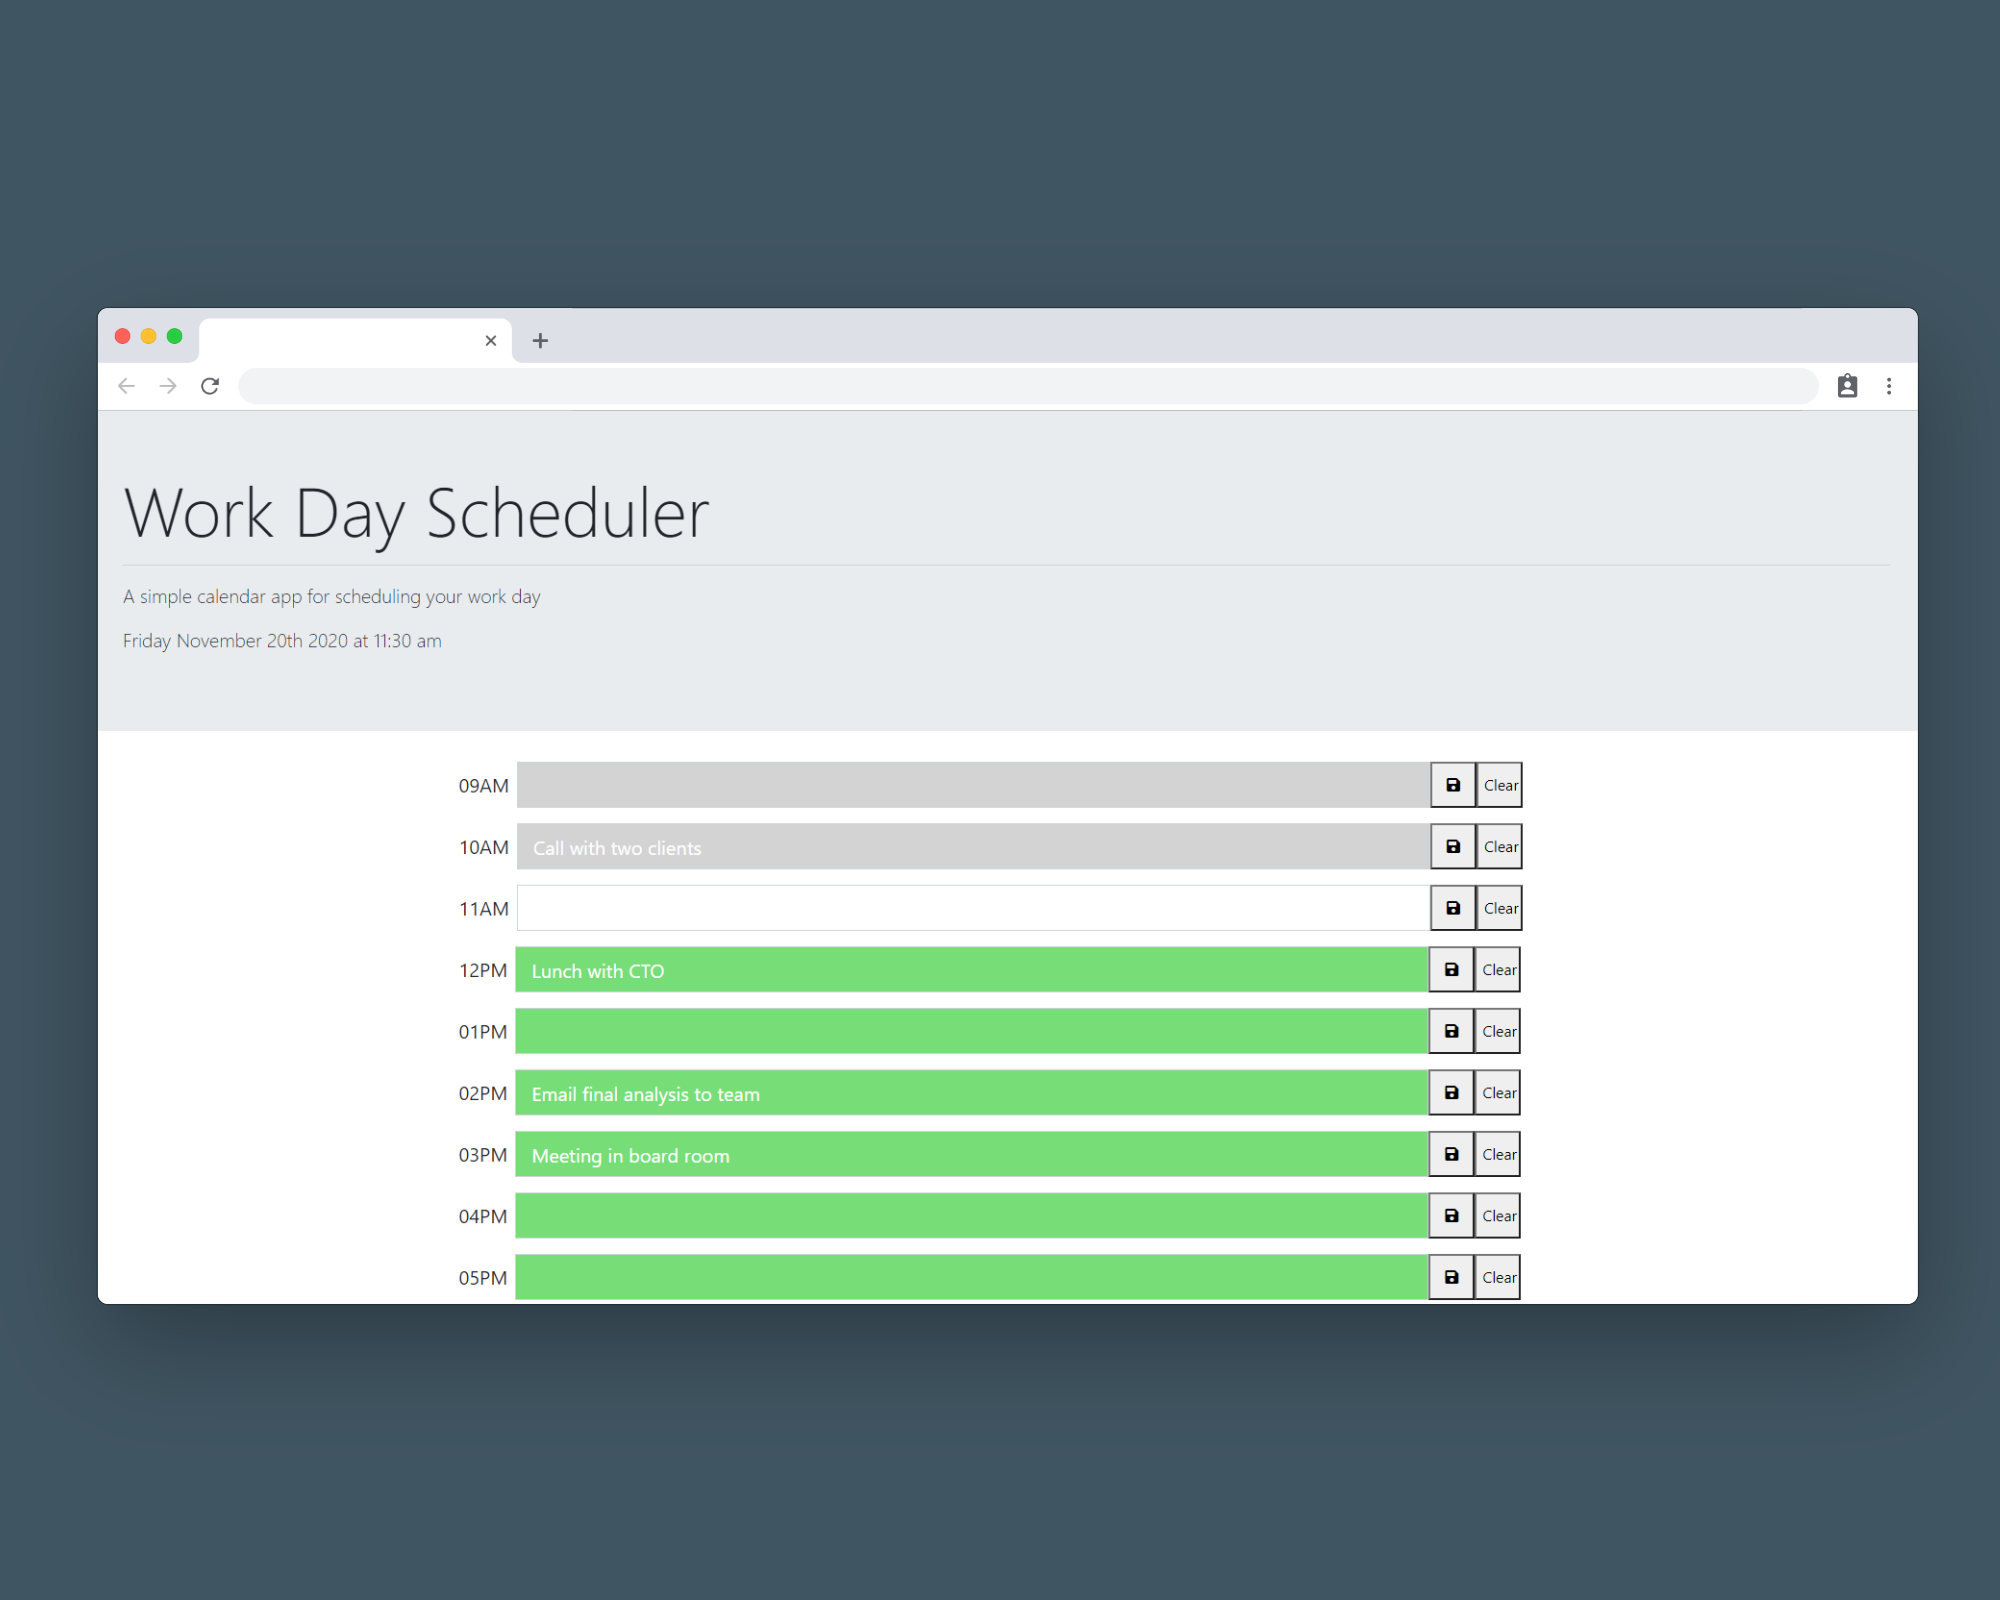 Work Day Scheduler
A simple calendar app for scheduling your work day
Friday November 20th 2020 at 11:30 am
09AM Clear
10AM Call with two clients Clear
11AM Clear
12PM Lunch with CTO Clear
01PM Clear
02PM Email final analysis to team Clear
03PM Meeting in board room Clear
04PM Clear
05PM Clear